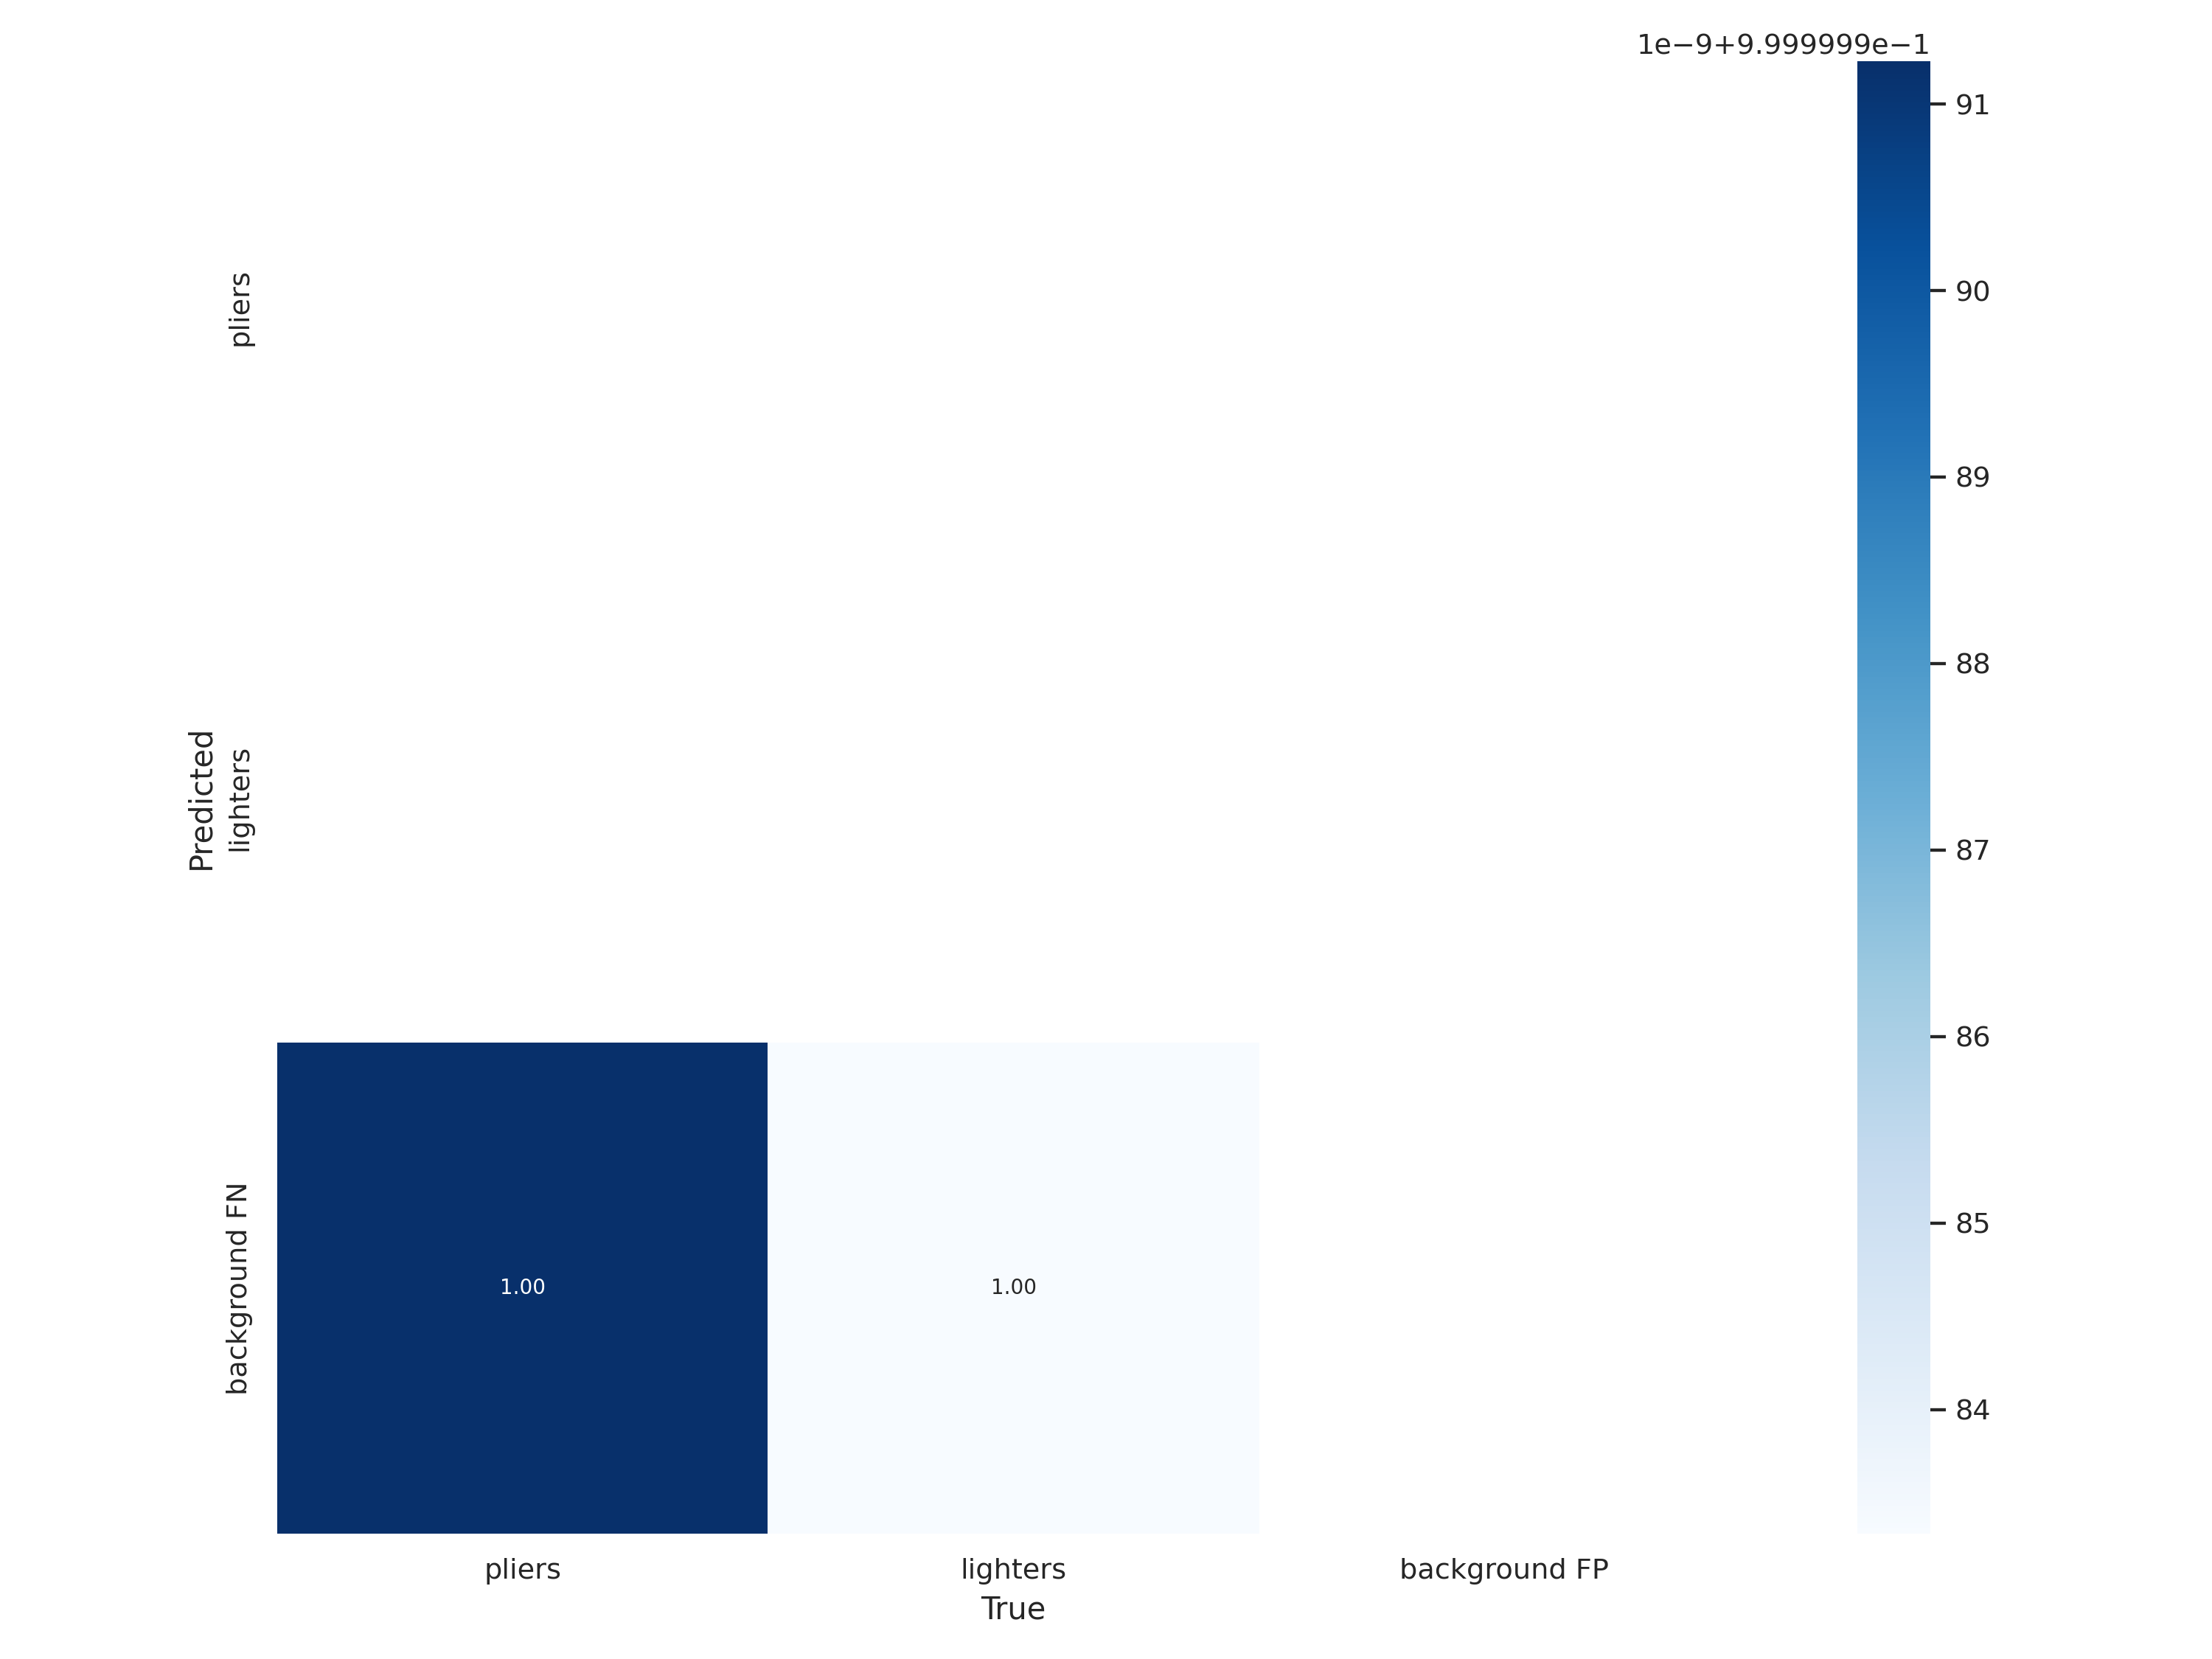 1e−9+9.999999e−1
91
90
89
88
87
86
85
84
Predicted
pliers
lighters
background FN
1.00 1.00
pliers lighters background FP
True